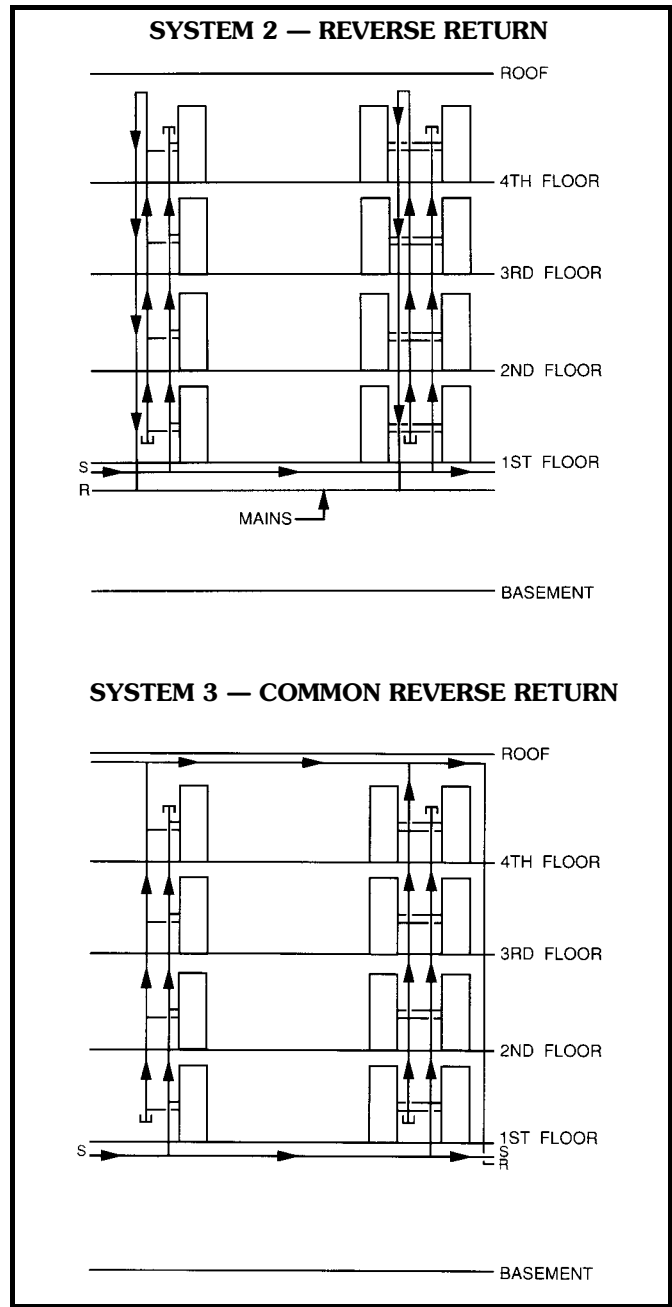 SYSTEM 2 — REVERSE RETURN
ROOF
4TH FLOOR
3RD FLOOR
2ND FLOOR
1ST FLOOR
S
R
MAINS
BASEMENT
SYSTEM 3 — COMMON REVERSE RETURN
ROOF
4TH FLOOR
3RD FLOOR
2ND FLOOR
1ST FLOOR
S
S
R
BASEMENT